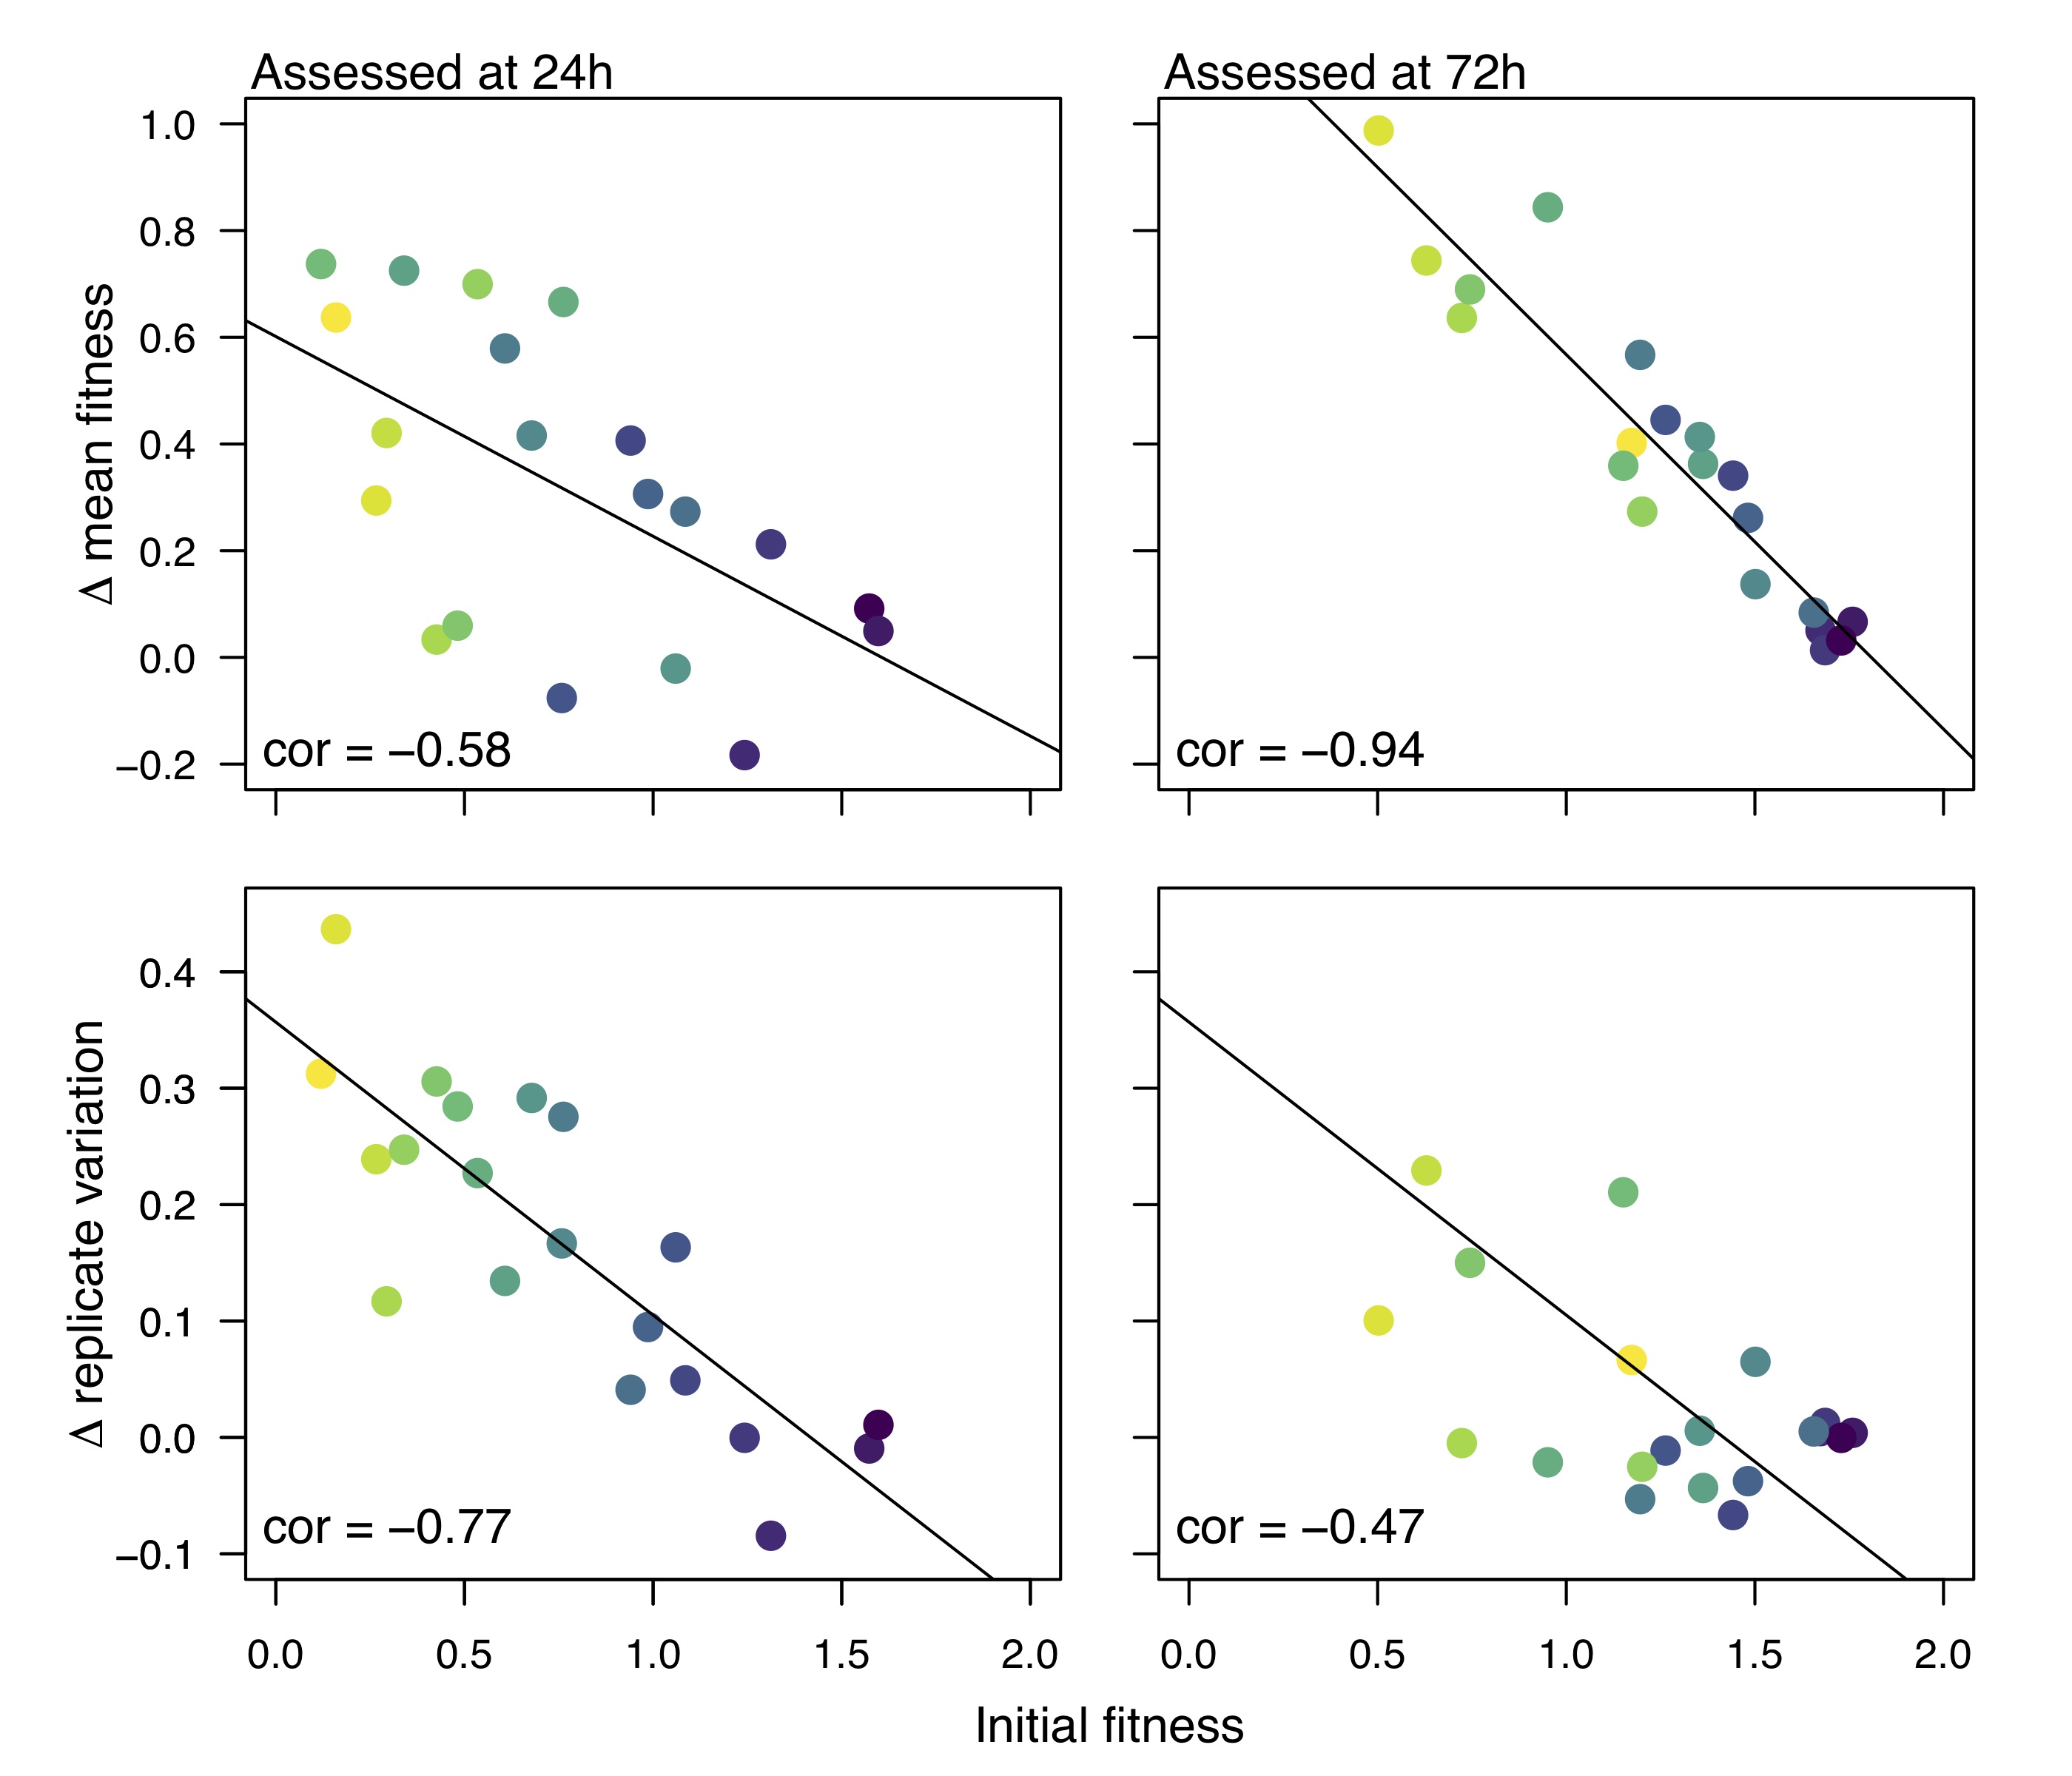 Assessed at 24h
Assessed at 72h
1.0
0.8
0.6
0.4
0.2
0.0
−0.2
Δ mean fitness
cor = −0.58
cor = −0.94
0.4
0.3
0.2
0.1
0.0
−0.1
Δ replicate variation
cor = −0.77
cor = −0.47
0.0 0.5 1.0 1.5 2.0
0.0 0.5 1.0 1.5 2.0
Initial fitness